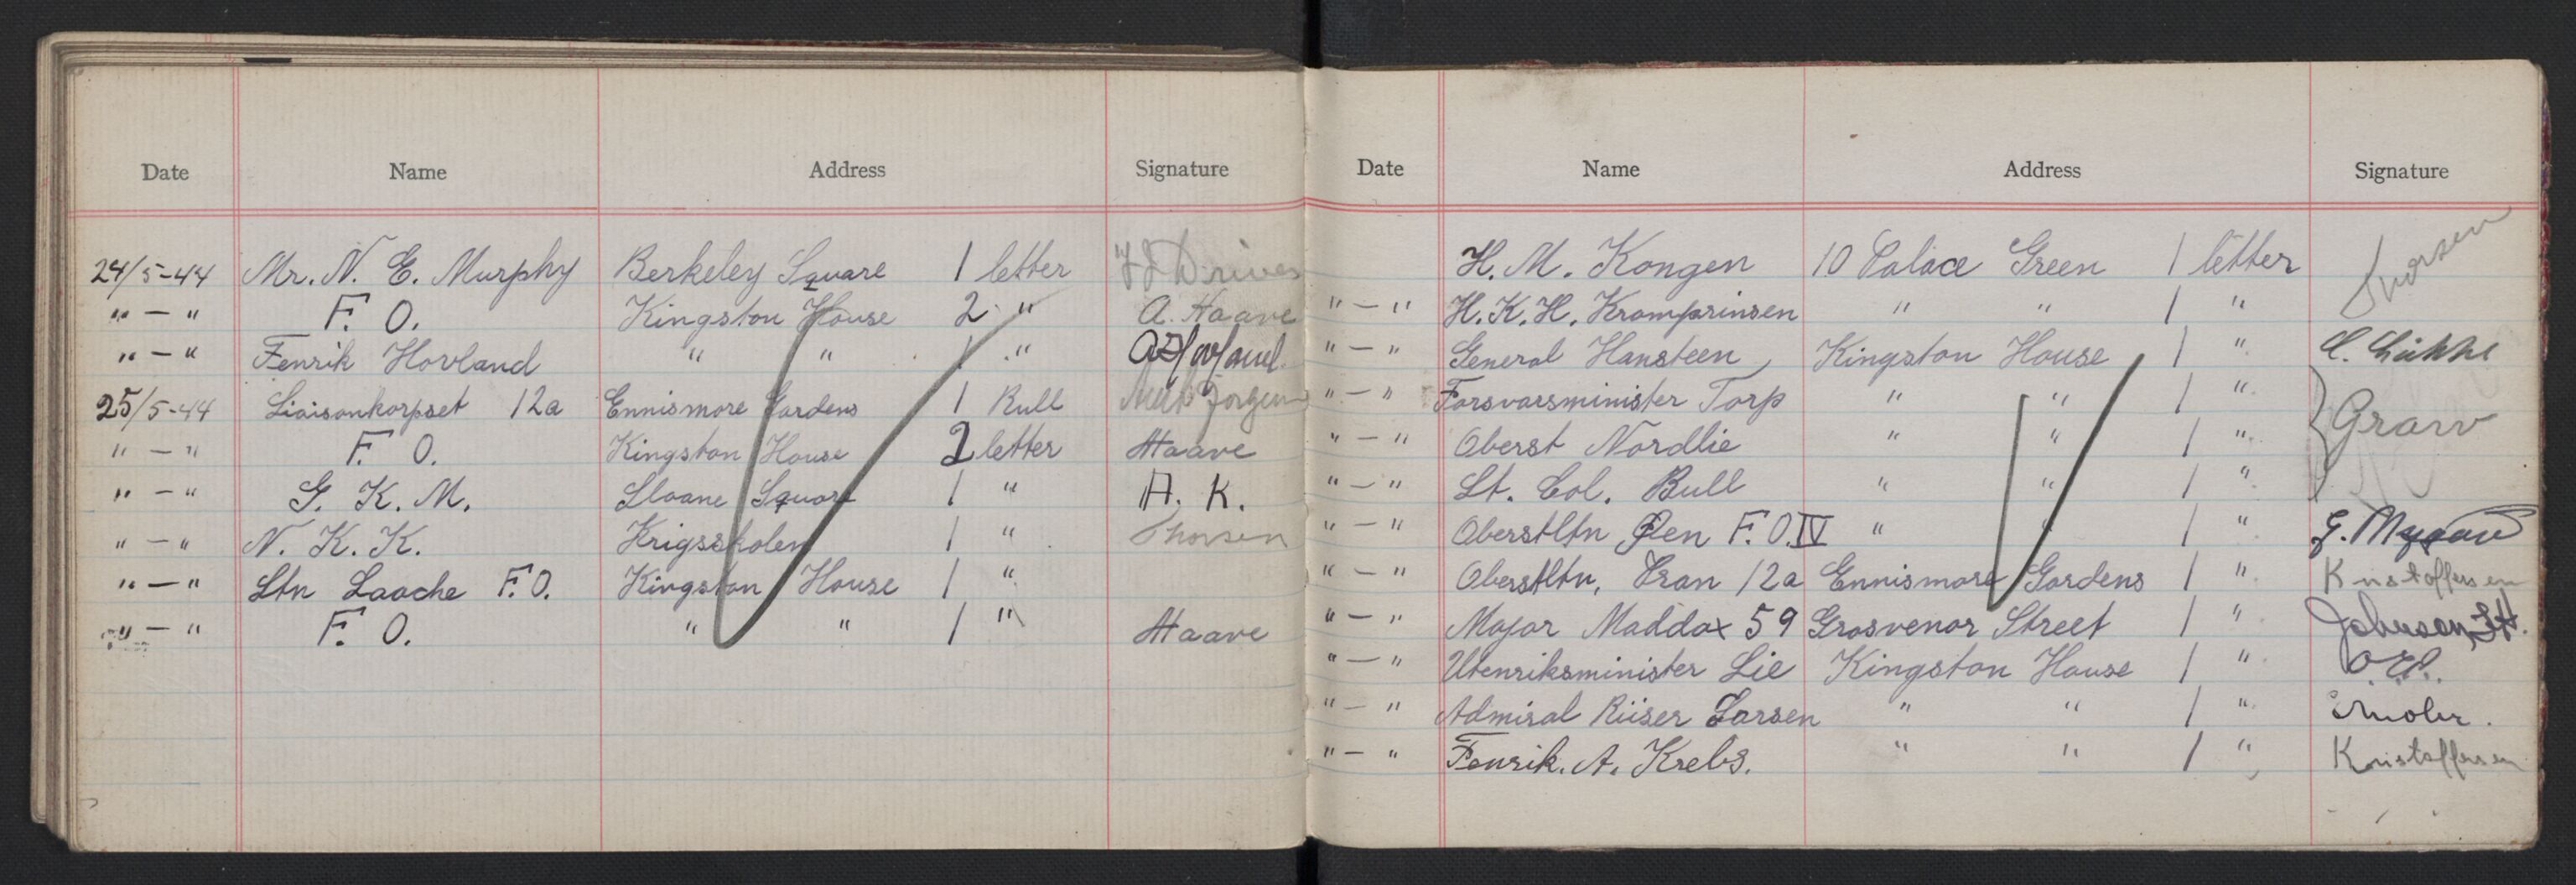 Date Name Address Signature
24/5-44 Mr. N. E. Murphy Berkeley Square 1 letter
" — " F. O. Kingston House 2 " A. Haave
" — " Fenrik Hovland " " 1 "
25/5-44 Liaisonkorpset 12a Ennismore Gardens 1 Rull
" — " F. O. Kingston House 2 letter Haave
" — " G. K. M. Sloane Square 1 " A. K.
" — " N. K. K. Krigsskolen 1 " Thorsen
" — " Ltn Laache F.O. Kingston House 1 "
" — " F. O. " " 1 " Haave
Date Name Address Signature
H. M. Kongen 10 Palace Green 1 letter
" — " H. K. H. Kromprinsen " " 1 "
" — " General Hansteen, Kingston House 1 "
" — " Forsvarsminister Torp " " 1 "
" — " Oberst Nordlie " " 1 " Grasv
" — " Lt. Col. Bull " " 1 "
" — " Oberstltn Øen F.O.IV " " 1 "
" — " Oberstltn, Tran 12a Ennismore Gardens 1 " Kristoffersen
" — " Major Maddox 59 Grosvenor Street 1 " Johnson
" — " Utenriksminister Lie Kingston House 1 "
" — " Admiral Riiser Larsen " " 1 "
" — " Fenrik. A. Krebs. " " 1 " Kristoffersen